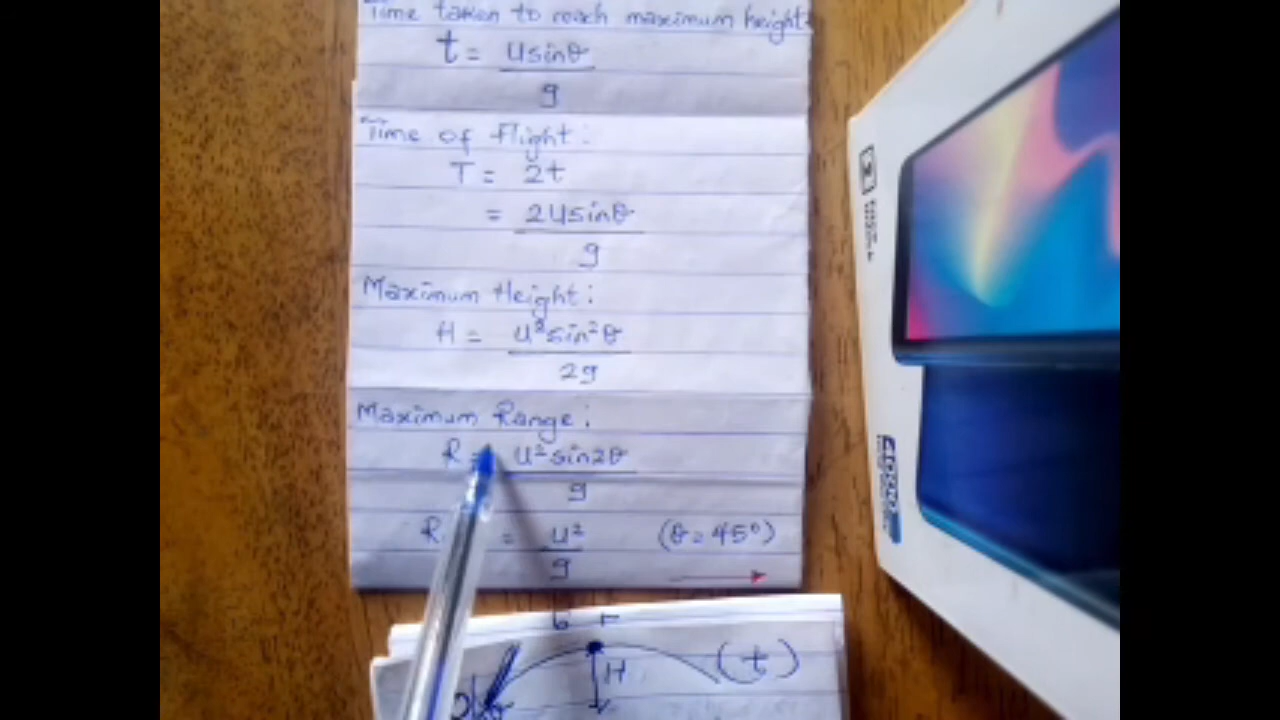 Time taken to reach maximum height
t = usinθ
g
Time of flight:
T = 2t
= 2usinθ
g
Maximum Height:
H = u²sin²θ
2g
Maximum Range:
R = u²sin2θ
g
R = u² (θ = 45°)
g
H (t)